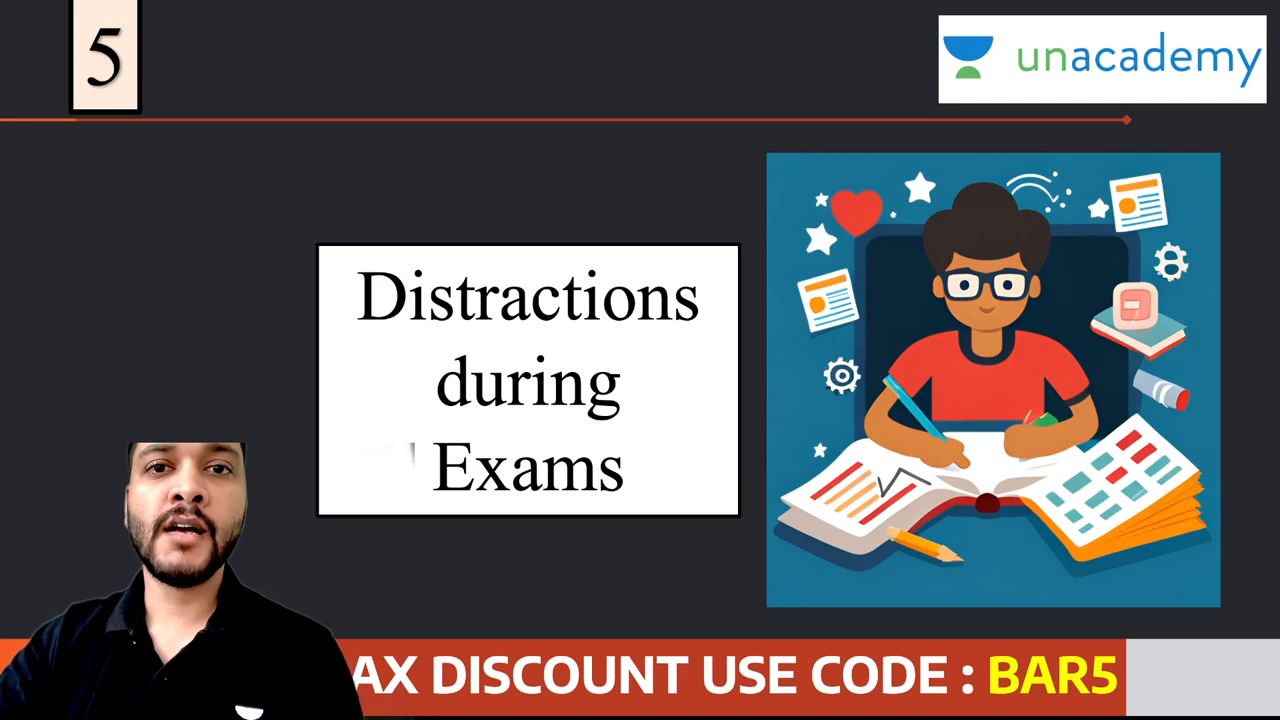 5
unacademy
Distractions
during
Exams
AX DISCOUNT USE CODE : BAR5